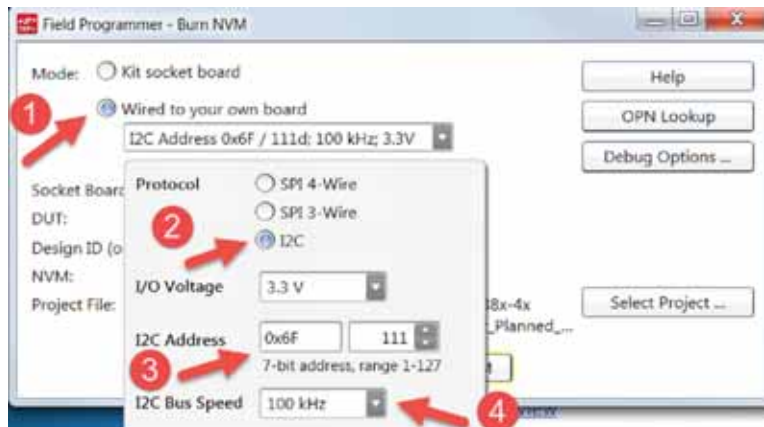 Field Programmer - Burn NVM
Mode: Kit socket board
Help
1
Wired to your own board
OPN Lookup
I2C Address 0x6F / 111d; 100 kHz; 3.3V
Debug Options ...
Socket Board
Protocol SPI 4-Wire
SPI 3-Wire
DUT:
2
I2C
Design ID (o
NVM:
I/O Voltage 3.3 V
Project File:
38x-4x
Select Project ...
_Planned_...
I2C Address 0x6F 111
3
7-bit address, range 1-127
I2C Bus Speed 100 kHz
4